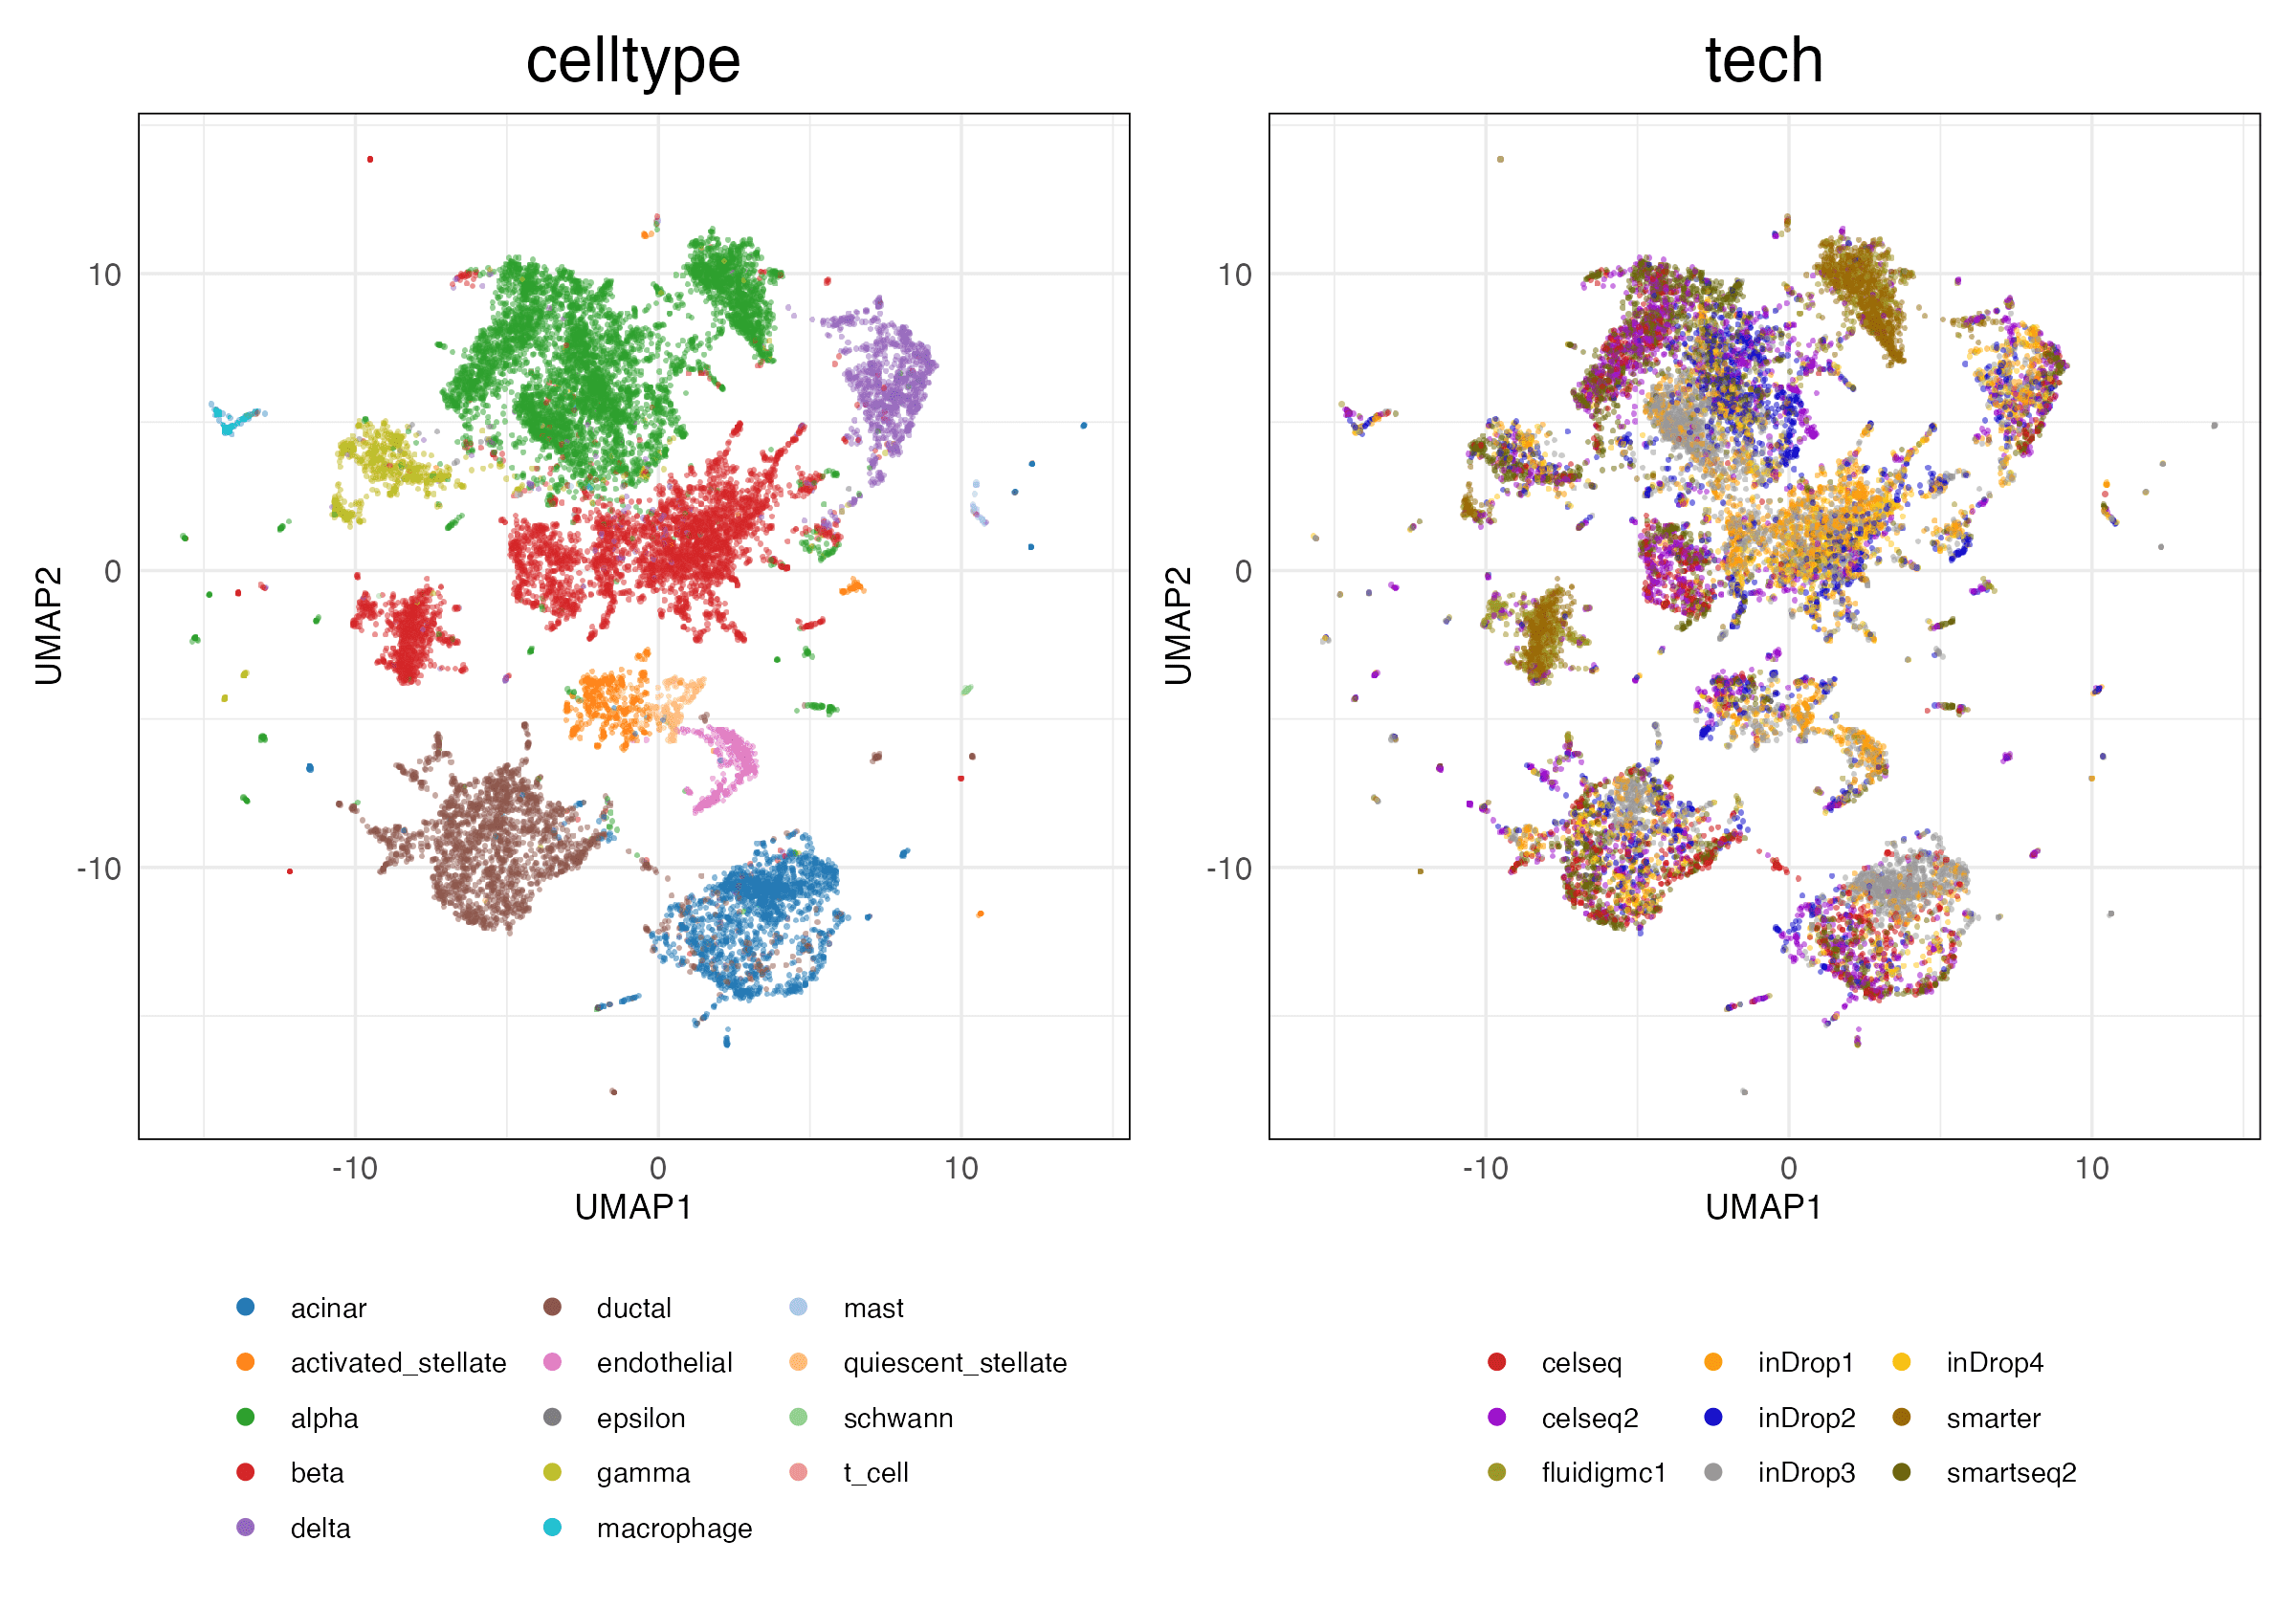 celltype
tech
10
0
-10
UMAP2
-10 0 10
UMAP1
10
0
-10
UMAP2
-10 0 10
UMAP1
acinar
activated_stellate
alpha
beta
delta
ductal
endothelial
epsilon
gamma
macrophage
mast
quiescent_stellate
schwann
t_cell
celseq
celseq2
fluidigmc1
inDrop1
inDrop2
inDrop3
inDrop4
smarter
smartseq2